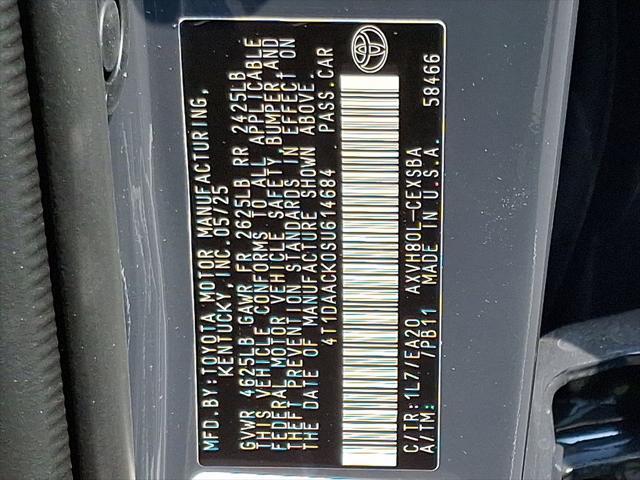 MFD.BY:TOYOTA MOTOR MANUFACTURING,
KENTUCKY,INC. 05/25
GVWR 4625LB GAWR FR 2625LB RR 2425LB
THIS VEHICLE CONFORMS TO ALL APPLICABLE
FEDERAL MOTOR VEHICLE SAFETY, BUMPER, AND
THEFT PREVENTION STANDARDS IN EFFECT ON
THE DATE OF MANUFACTURE SHOWN ABOVE.
4T1DAACK0SU614684 PASS.CAR
C/TR:1L7/EA20 AXVH80L-CEXSBA
A/TM: /PB11 MADE IN U.S.A. 58466